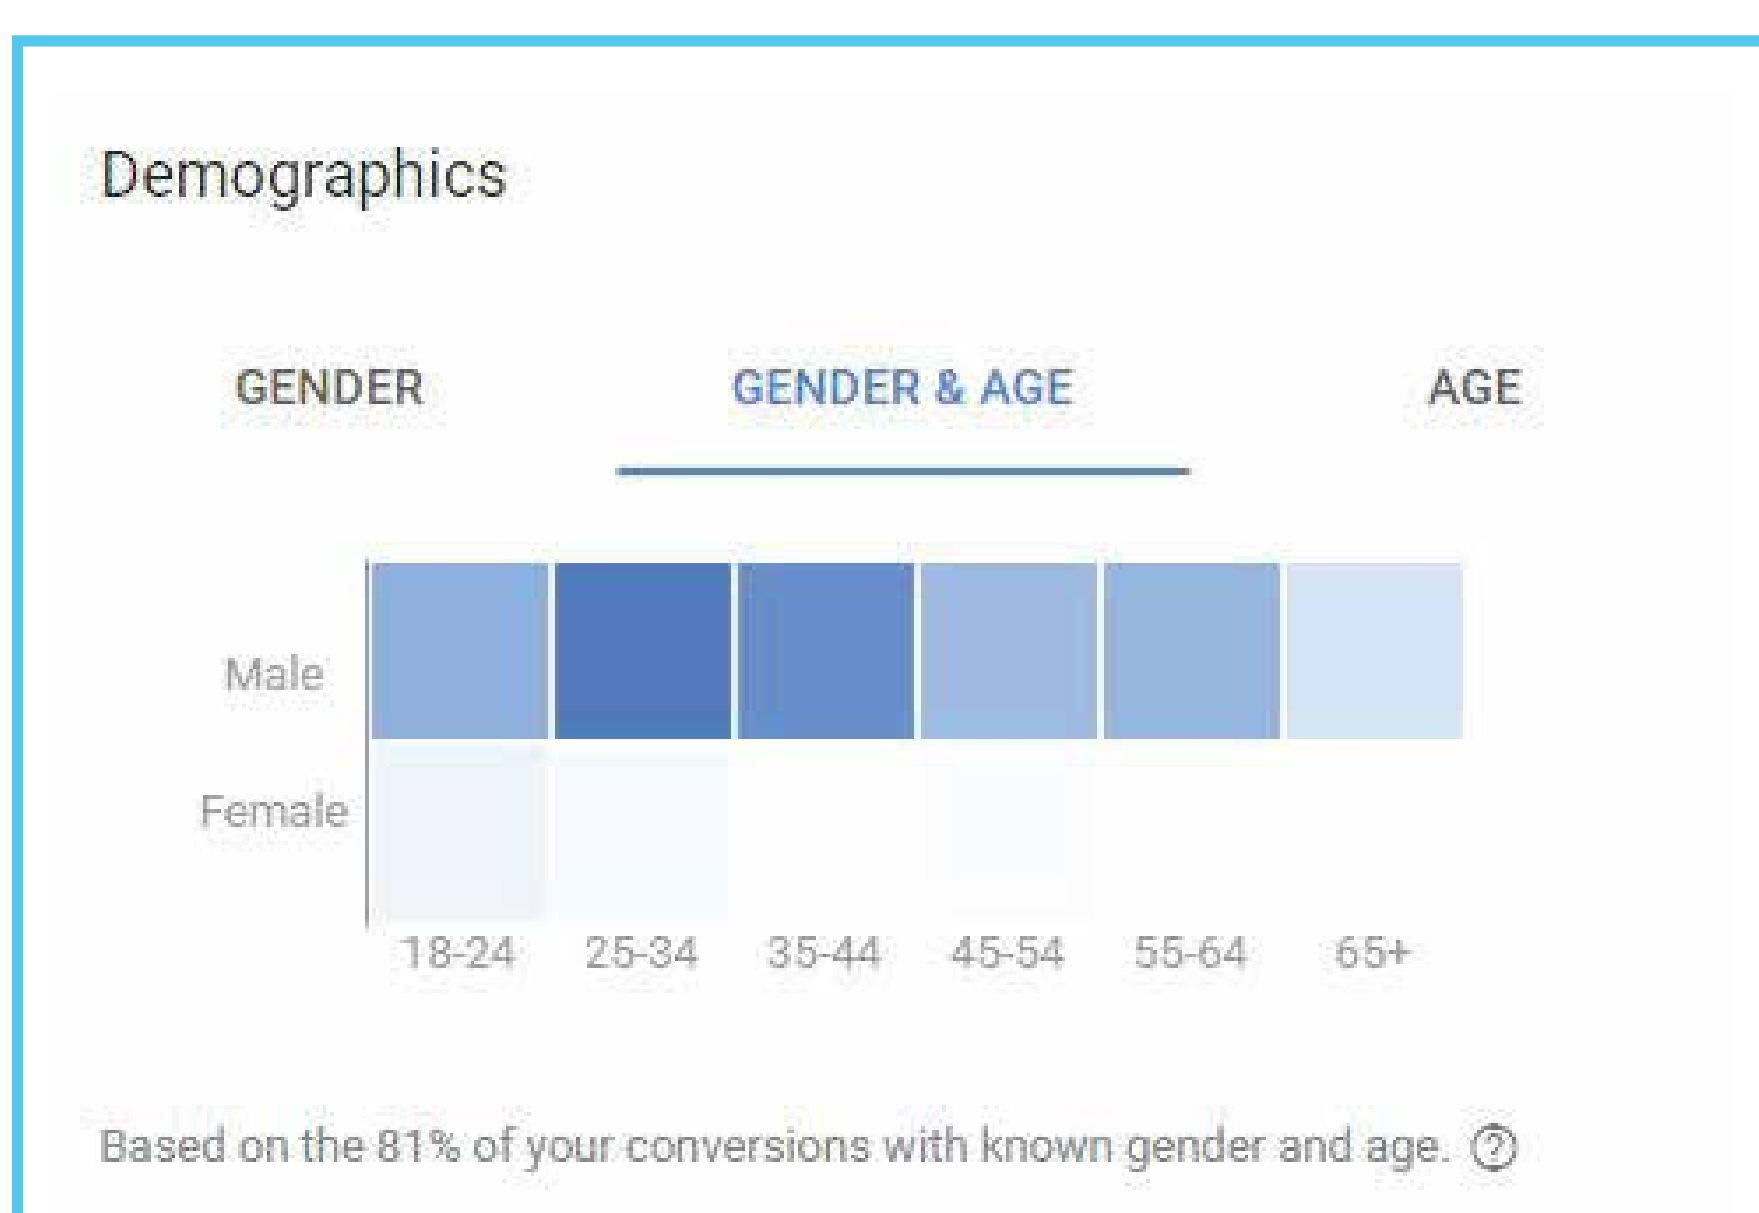 Demographics
GENDER GENDER & AGE AGE
Male
Female
18-24 25-34 35-44 45-54 55-64 65+
Based on the 81% of your conversions with known gender and age. ?